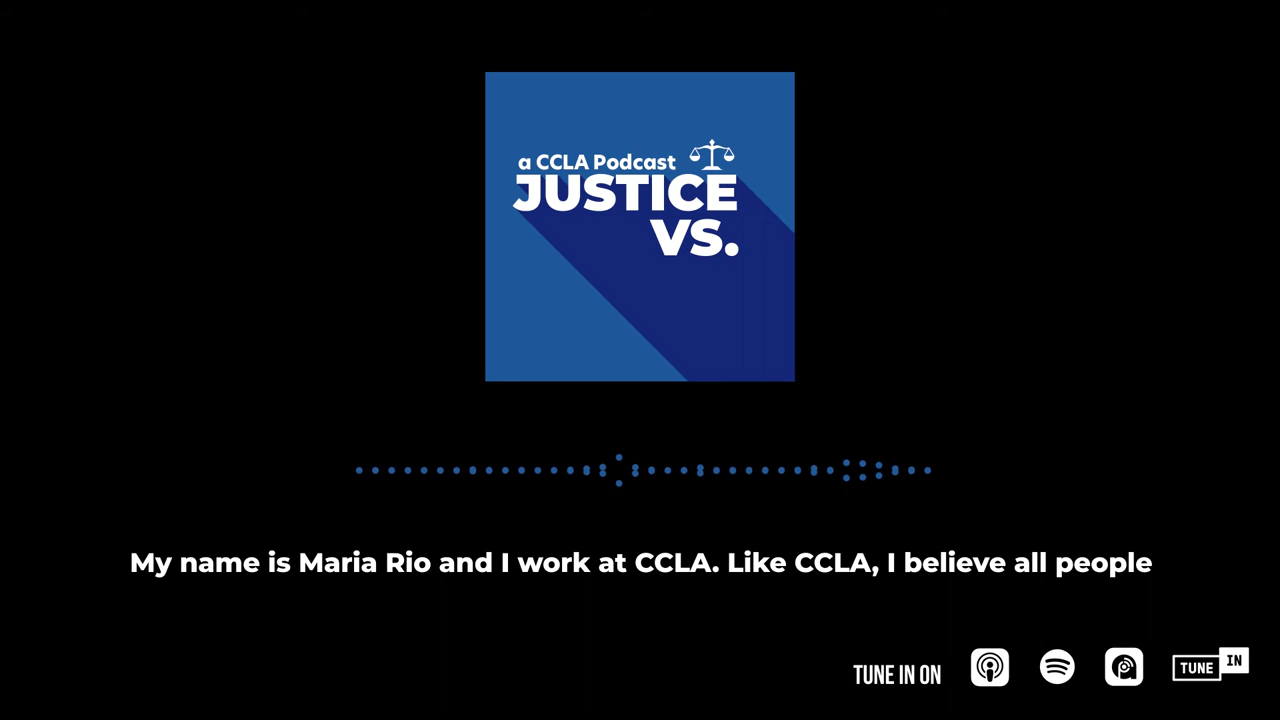 a CCLA Podcast
JUSTICE
VS.
My name is Maria Rio and I work at CCLA. Like CCLA, I believe all people
TUNE IN ON
TUNE IN